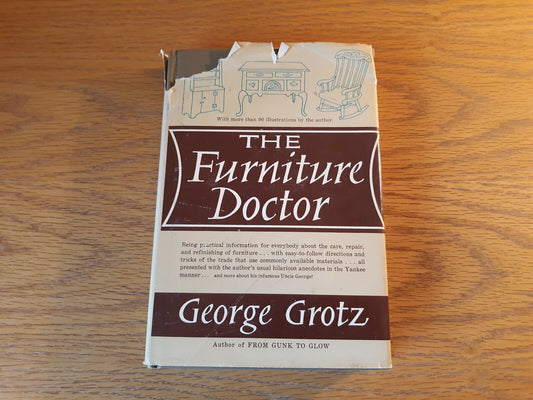 With more than 90 illustrations by the author.
THE
Furniture
Doctor
Being practical information for everybody about the care, repair,
and refinishing of furniture . . . with easy-to-follow directions and
tricks of the trade that use commonly available materials . . . all
presented with the author's usual hilarious anecdotes in the Yankee
manner . . . and more about his infamous Uncle George!
George Grotz
Author of FROM GUNK TO GLOW